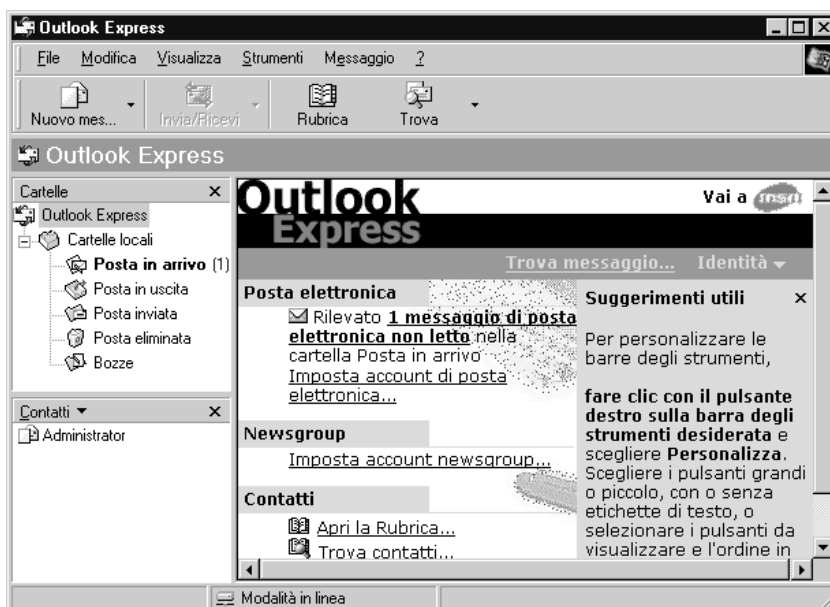 Outlook Express
File Modifica Visualizza Strumenti Messaggio ?
Nuovo mes... Invia/Ricevi Rubrica Trova
Outlook Express
Cartelle
Outlook Express
Cartelle locali
Posta in arrivo (1)
Posta in uscita
Posta inviata
Posta eliminata
Bozze
Contatti
Administrator
Outlook
Express
Vai a msn
Trova messaggio... Identità
Posta elettronica
Rilevato 1 messaggio di posta
elettronica non letto nella
cartella Posta in arrivo
Imposta account di posta
elettronica...
Newsgroup
Imposta account newsgroup...
Contatti
Apri la Rubrica...
Trova contatti...
Suggerimenti utili
Per personalizzare le
barre degli strumenti,
fare clic con il pulsante
destro sulla barra degli
strumenti desiderata e
scegliere Personalizza.
Scegliere i pulsanti grandi
o piccolo, con o senza
etichette di testo, o
selezionare i pulsanti da
visualizzare e l'ordine in
Modalità in linea